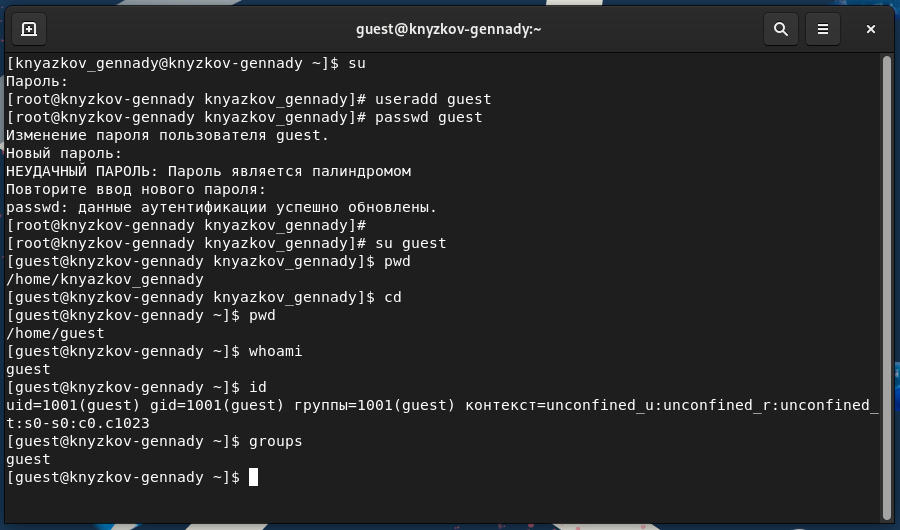 guest@knyzkov-gennady:~
[knyazkov_gennady@knyzkov-gennady ~]$ su
Пароль:
[root@knyzkov-gennady knyazkov_gennady]# useradd guest
[root@knyzkov-gennady knyazkov_gennady]# passwd guest
Изменение пароля пользователя guest.
Новый пароль:
НЕУДАЧНЫЙ ПАРОЛЬ: Пароль является палиндромом
Повторите ввод нового пароля:
passwd: данные аутентификации успешно обновлены.
[root@knyzkov-gennady knyazkov_gennady]#
[root@knyzkov-gennady knyazkov_gennady]# su guest
[guest@knyzkov-gennady knyazkov_gennady]$ pwd
/home/knyazkov_gennady
[guest@knyzkov-gennady knyazkov_gennady]$ cd
[guest@knyzkov-gennady ~]$ pwd
/home/guest
[guest@knyzkov-gennady ~]$ whoami
guest
[guest@knyzkov-gennady ~]$ id
uid=1001(guest) gid=1001(guest) группы=1001(guest) контекст=unconfined_u:unconfined_r:unconfined_
t:s0-s0:c0.c1023
[guest@knyzkov-gennady ~]$ groups
guest
[guest@knyzkov-gennady ~]$